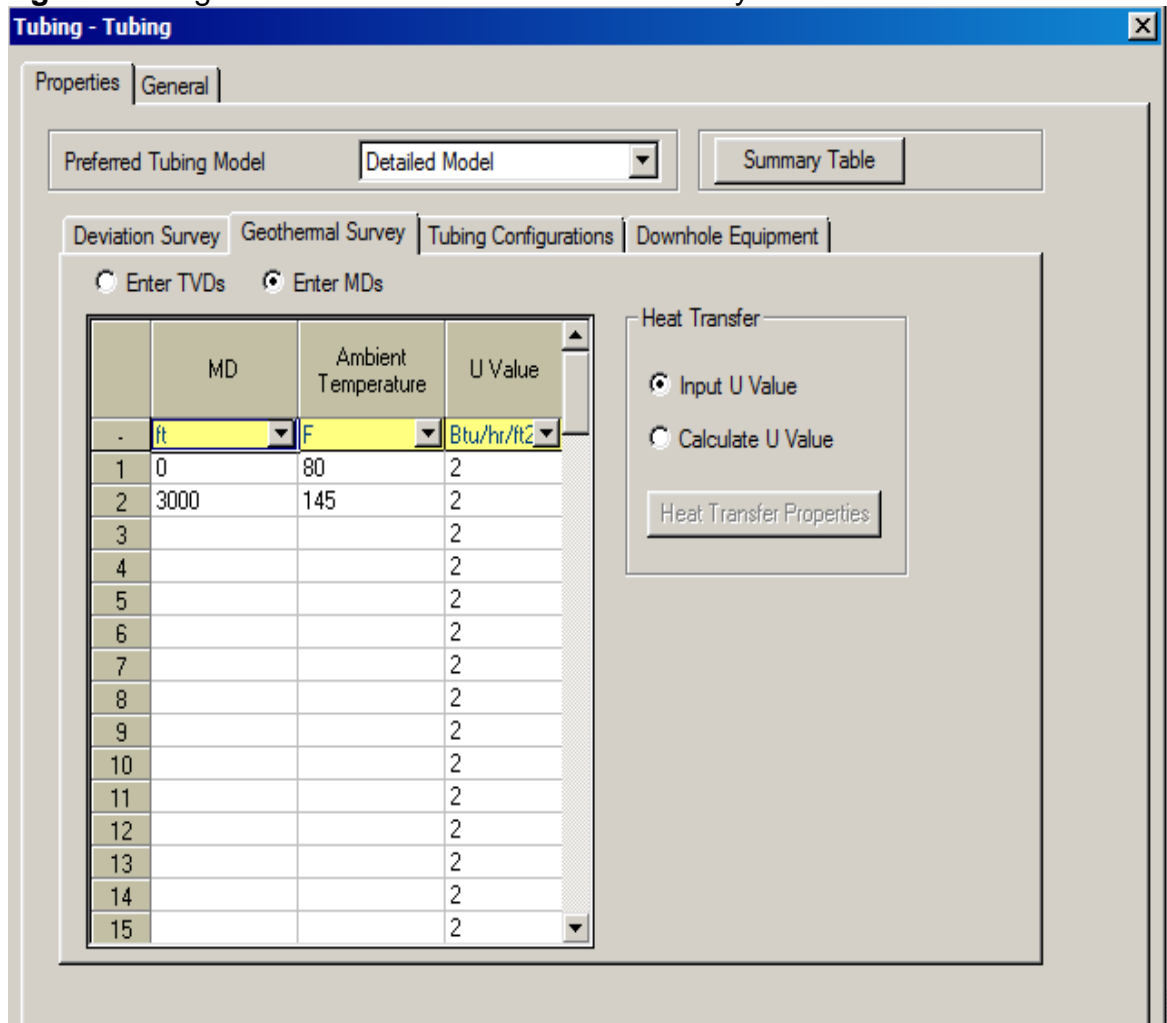 Tubing - Tubing
Properties General
Preferred Tubing Model Detailed Model Summary Table
Deviation Survey Geothermal Survey Tubing Configurations Downhole Equipment
Enter TVDs Enter MDs
Heat Transfer
MD Ambient Temperature U Value
Input U Value
- ft F Btu/hr/ft2
Calculate U Value
1 0 80 2
2 3000 145 2
Heat Transfer Properties
3 2
4 2
5 2
6 2
7 2
8 2
9 2
10 2
11 2
12 2
13 2
14 2
15 2